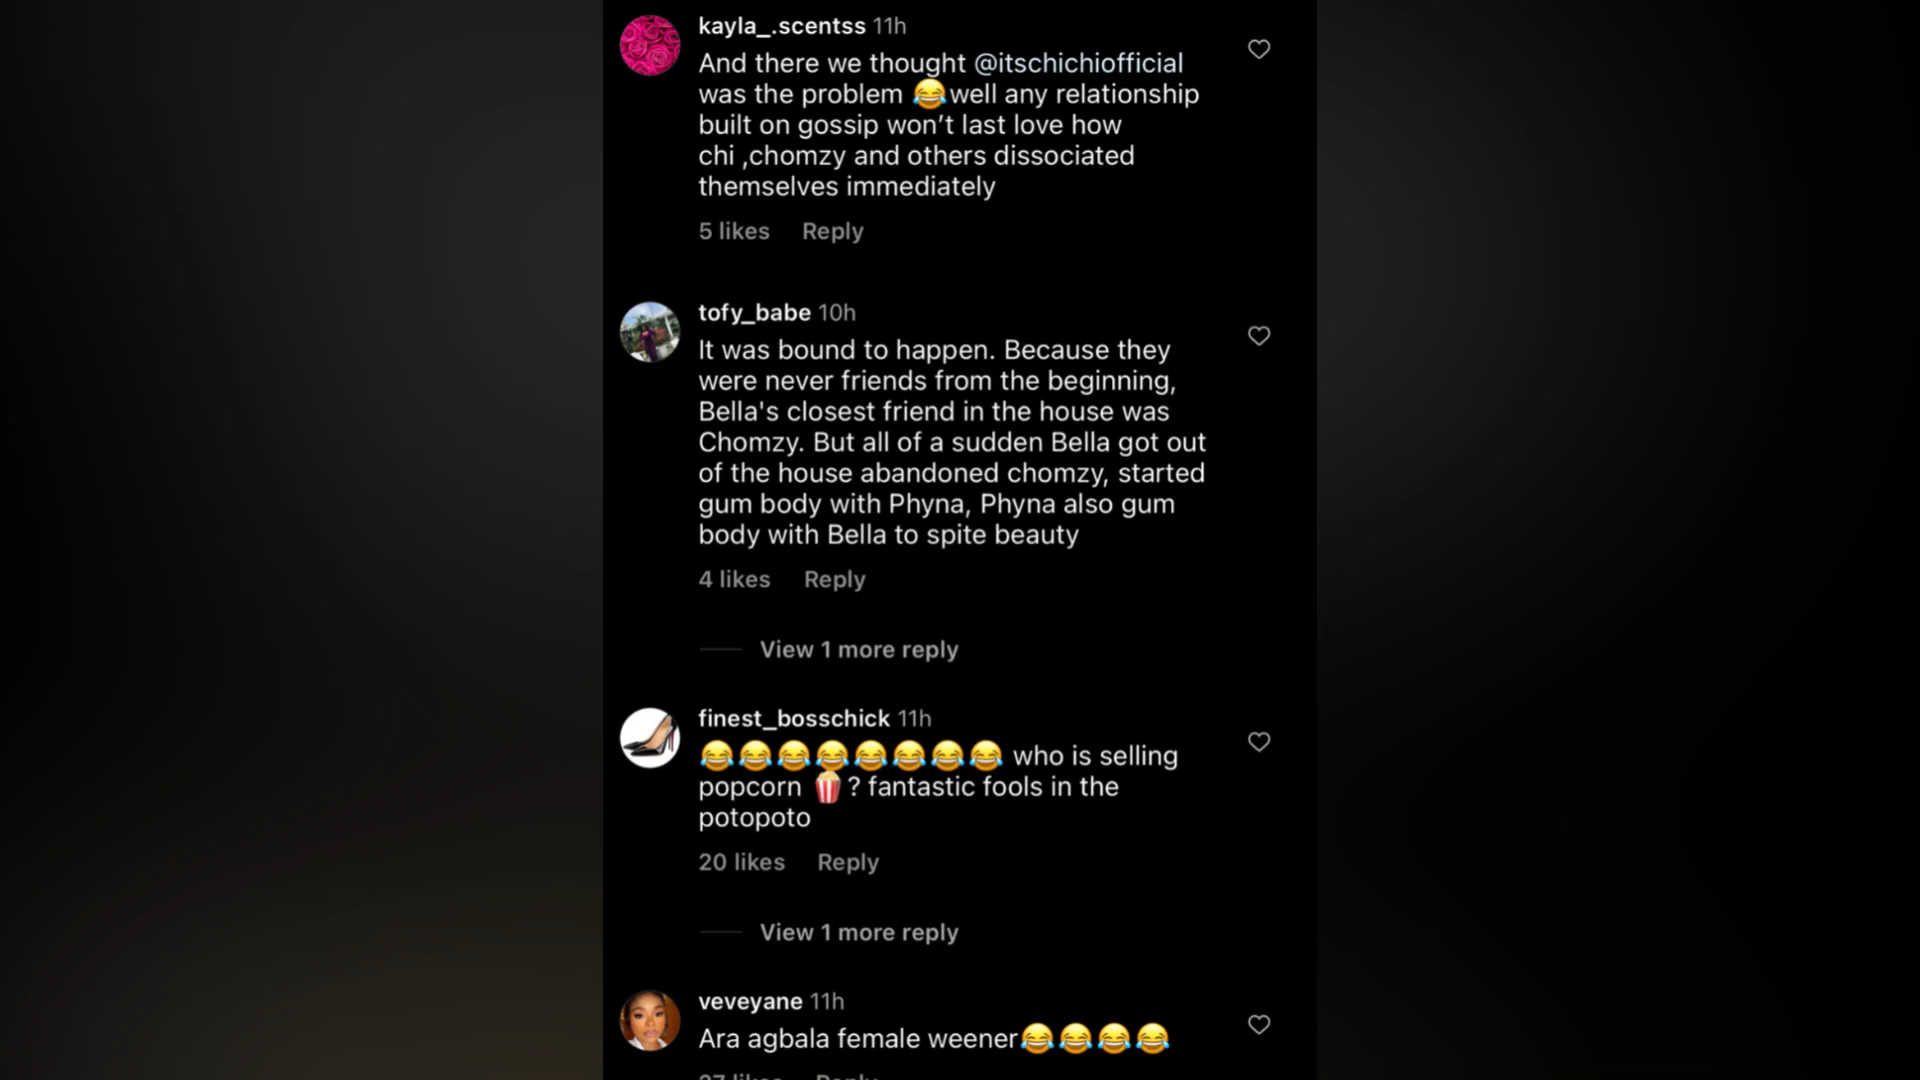 kayla_.scentss 11h
And there we thought @itschichiofficial
was the problem 😂well any relationship
built on gossip won’t last love how
chi ,chomzy and others dissociated
themselves immediately
5 likes Reply
tofy_babe 10h
It was bound to happen. Because they
were never friends from the beginning,
Bella's closest friend in the house was
Chomzy. But all of a sudden Bella got out
of the house abandoned chomzy, started
gum body with Phyna, Phyna also gum
body with Bella to spite beauty
4 likes Reply
View 1 more reply
finest_bosschick 11h
😂😂😂😂😂😂😂😂 who is selling
popcorn 🍿? fantastic fools in the
potopoto
20 likes Reply
View 1 more reply
veveyane 11h
Ara agbala female weener😂😂😂😂
27 likes Reply